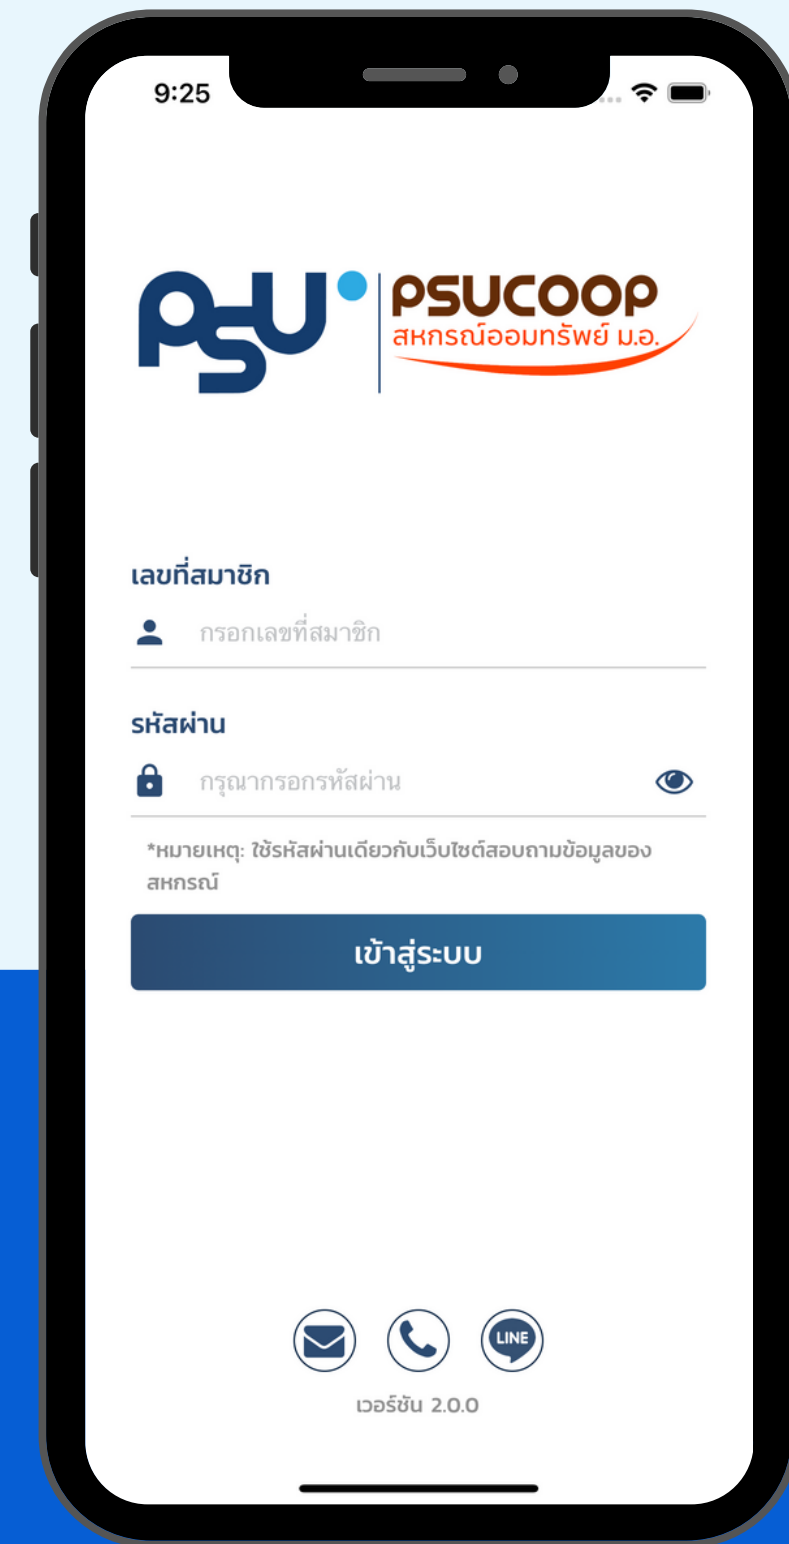 9:25
PSU
PSUCOOP
สหกรณ์ออมทรัพย์ ม.อ.
เลขที่สมาชิก
กรอกเลขที่สมาชิก
รหัสผ่าน
กรุณากรอกรหัสผ่าน
*หมายเหตุ: ใช้รหัสผ่านเดียวกับเว็บไซต์สอบถามข้อมูลของ
สหกรณ์
เข้าสู่ระบบ
LINE
เวอร์ชัน 2.0.0